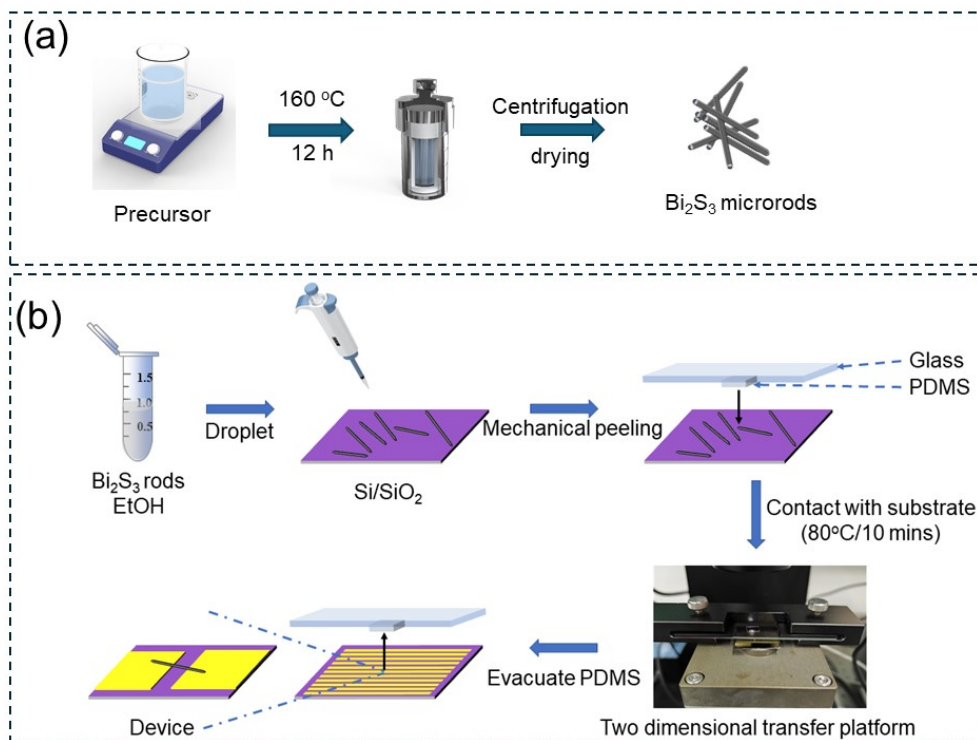 (a)
160 °C
12 h
Centrifugation
drying
Precursor
Bi₂S₃ microrods
(b)
1.5
1.0
0.5
Bi₂S₃ rods
EtOH
Droplet
Si/SiO₂
Mechanical peeling
Glass
PDMS
Contact with substrate
(80°C/10 mins)
Two dimensional transfer platform
Evacuate PDMS
Device